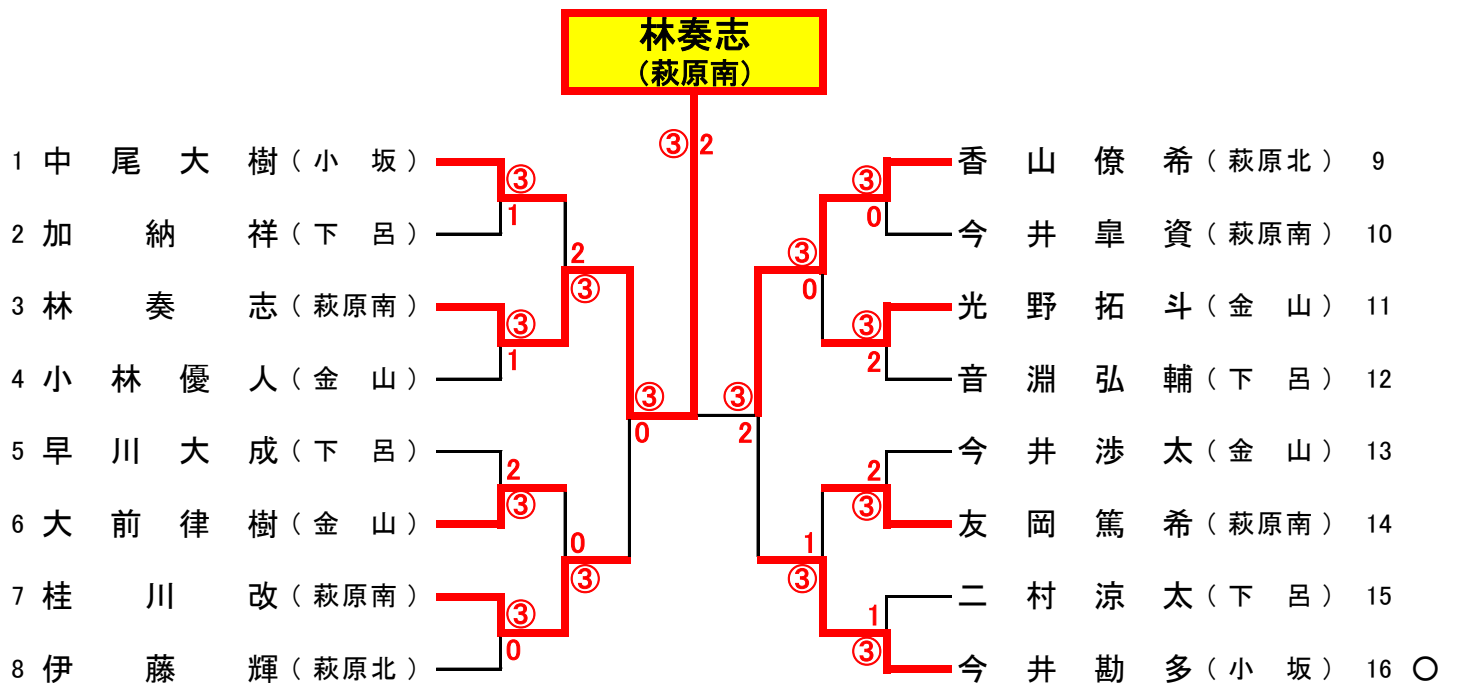 林奏志
(萩原南)
③ 2
1 中尾大樹(小坂)
③
1
2 加納祥(下呂)
2
③
3 林奏志(萩原南)
③
1
4 小林優人(金山)
③
0
5 早川大成(下呂)
2
③
6 大前律樹(金山)
0
③
7 桂川改(萩原南)
③
0
8 伊藤輝(萩原北)
香山僚希(萩原北) 9
③
0
今井皐資(萩原南) 10
③
0
光野拓斗(金山) 11
③
2
音淵弘輔(下呂) 12
③
2
今井渉太(金山) 13
2
③
友岡篤希(萩原南) 14
1
③
二村涼太(下呂) 15
1
③
今井勘多(小坂) 16 〇